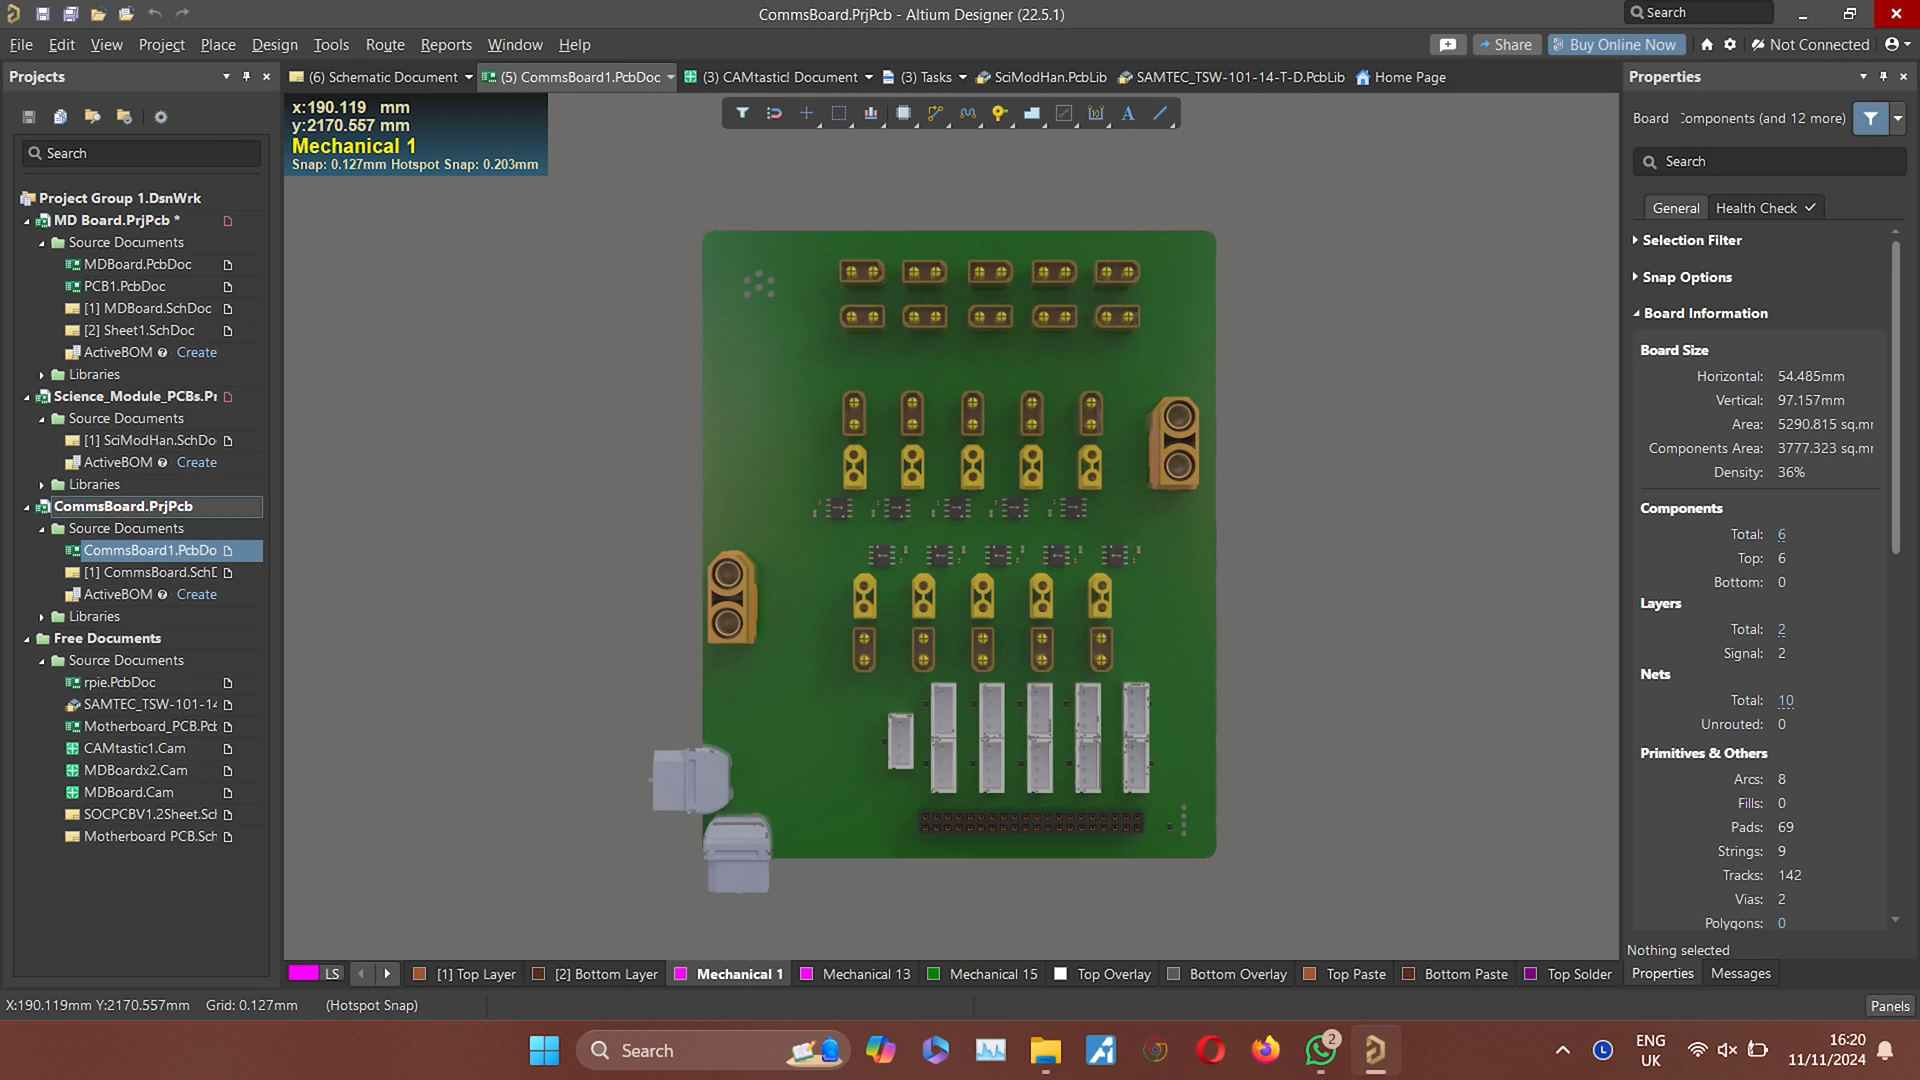 CommsBoard.PrjPcb - Altium Designer (22.5.1)
Search
File Edit View Project Place Design Tools Route Reports Window Help
Share
Buy Online Now
Not Connected
Projects
(6) Schematic Document
(5) CommsBoard1.PcbDoc
(3) CAMtastic! Document
(3) Tasks
SciModHan.PcbLib
SAMTEC_TSW-101-14-T-D.PcbLib
Home Page
Properties
x:190.119 mm
y:2170.557 mm
Mechanical 1
Snap: 0.127mm Hotspot Snap: 0.203mm
Board
Components (and 12 more)
Search
Search
Project Group 1.DsnWrk
MD Board.PrjPcb *
Source Documents
MDBoard.PcbDoc
PCB1.PcbDoc
[1] MDBoard.SchDoc
[2] Sheet1.SchDoc
ActiveBOM Create
Libraries
Science_Module_PCBs.Pr
Source Documents
[1] SciModHan.SchDo
ActiveBOM Create
Libraries
CommsBoard.PrjPcb
Source Documents
CommsBoard1.PcbDo
[1] CommsBoard.SchD
ActiveBOM Create
Libraries
Free Documents
Source Documents
rpie.PcbDoc
SAMTEC_TSW-101-14
Motherboard_PCB.Pcb
CAMtastic1.Cam
MDBoardx2.Cam
MDBoard.Cam
SOCPCBV1.2Sheet.Sch
Motherboard PCB.Sch
General
Health Check
Selection Filter
Snap Options
Board Information
Board Size
Horizontal: 54.485mm
Vertical: 97.157mm
Area: 5290.815 sq.mm
Components Area: 3777.323 sq.mm
Density: 36%
Components
Total: 6
Top: 6
Bottom: 0
Layers
Total: 2
Signal: 2
Nets
Total: 10
Unrouted: 0
Primitives & Others
Arcs: 8
Fills: 0
Pads: 69
Strings: 9
Tracks: 142
Vias: 2
Polygons: 0
Nothing selected
Properties Messages
LS
[1] Top Layer
[2] Bottom Layer
Mechanical 1
Mechanical 13
Mechanical 15
Top Overlay
Bottom Overlay
Top Paste
Bottom Paste
Top Solder
X:190.119mm Y:2170.557mm Grid: 0.127mm (Hotspot Snap)
Panels
Search
2
ENG
UK
16:20
11/11/2024